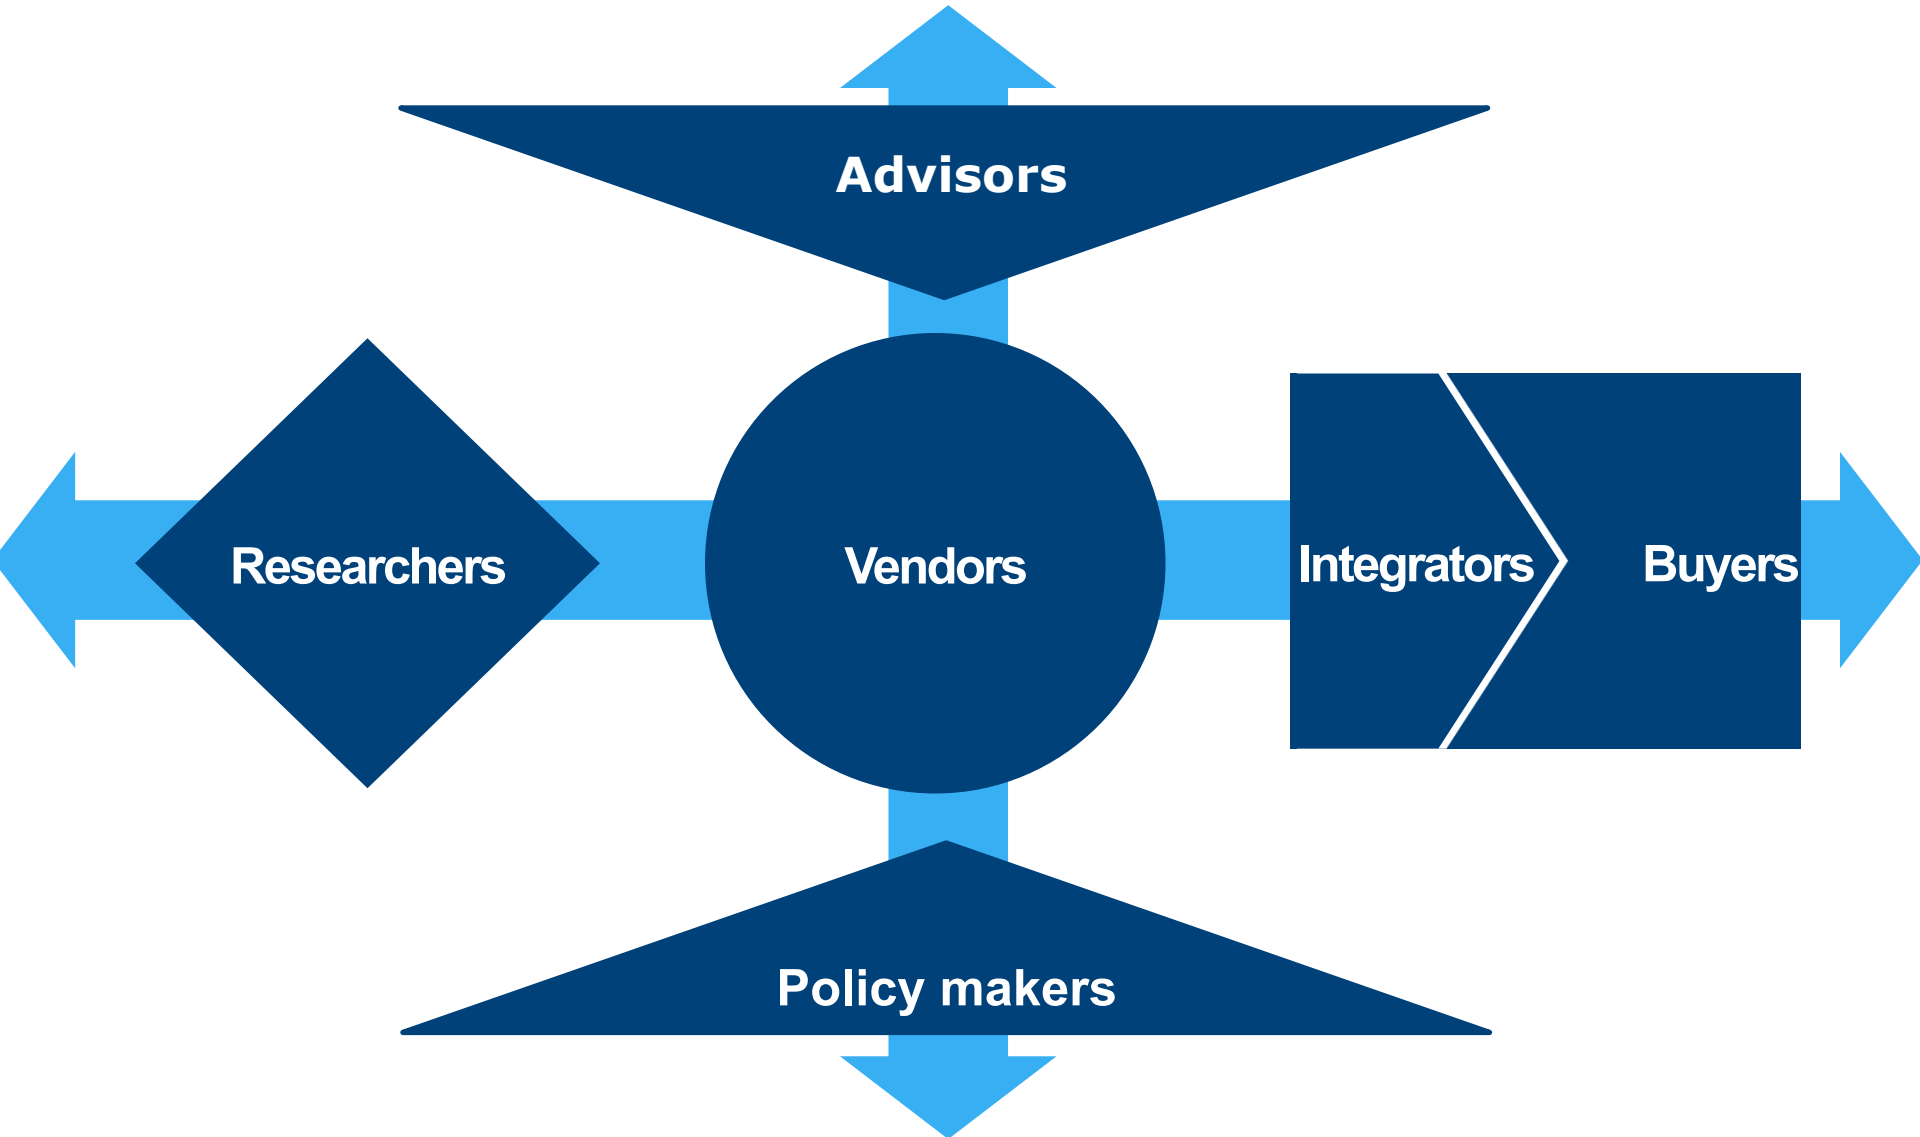 Advisors
Researchers
Vendors
Integrators
Buyers
Policy makers